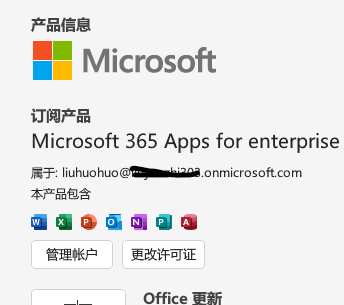 产品信息
Microsoft
订阅产品
Microsoft 365 Apps for enterprise
属于: liuhuohuo@ .onmicrosoft.com
本产品包含
W X P O N P A
管理帐户
更改许可证
Office 更新